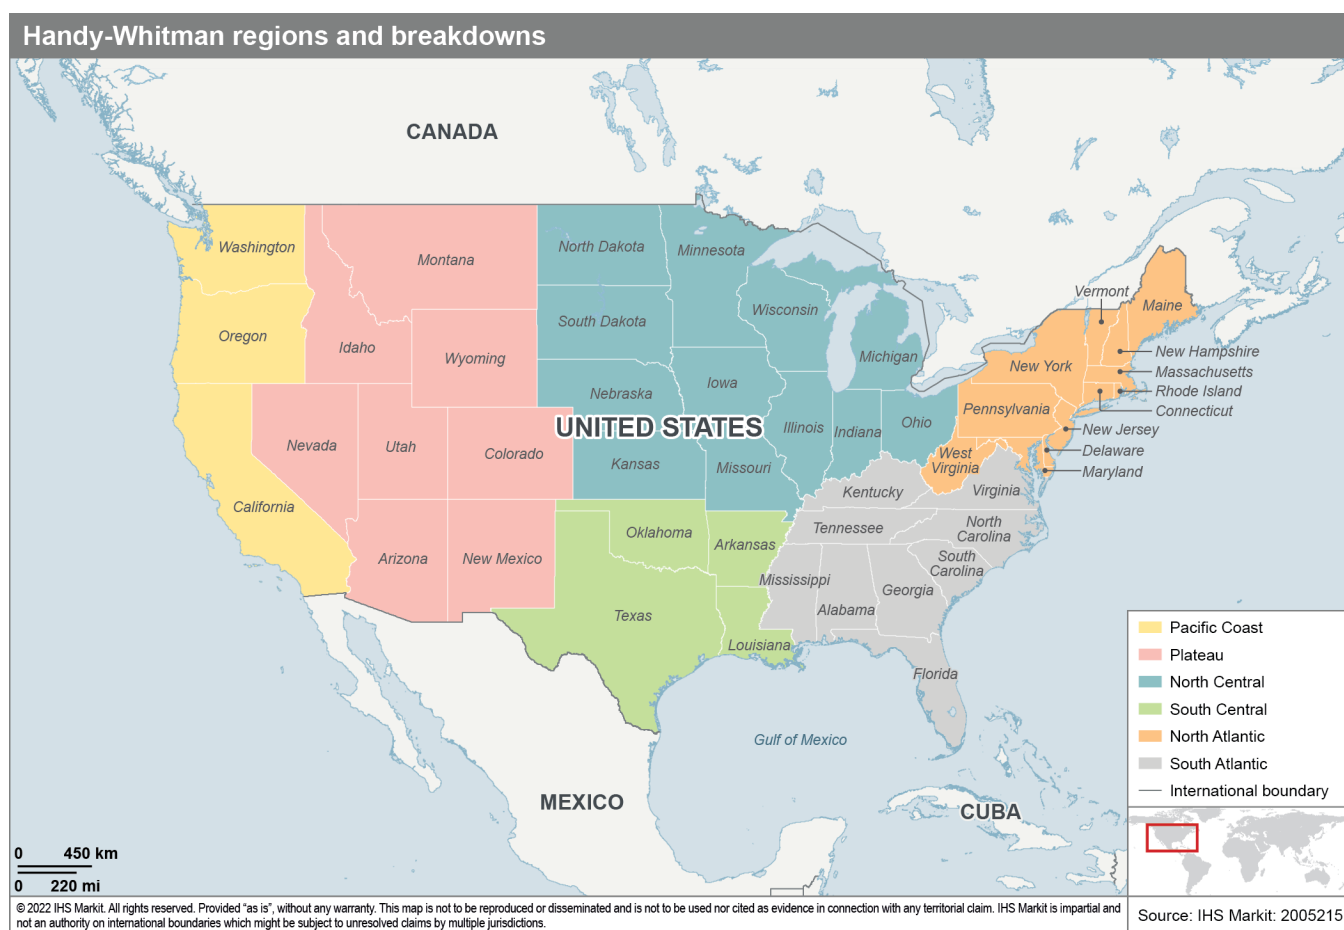 Handy-Whitman regions and breakdowns
CANADA
Washington
North Dakota
Minnesota
Montana
Vermont
Maine
Wisconsin
South Dakota
Oregon
Idaho
Wyoming
Michigan
New York
New Hampshire
Massachusetts
Iowa
Nebraska
Rhode Island
Pennsylvania
Connecticut
UNITED STATES
Illinois
Indiana
Ohio
New Jersey
Nevada
Utah
Colorado
Delaware
West
Virginia
Kansas
Missouri
Maryland
Kentucky
Virginia
California
Tennessee
North
Carolina
Oklahoma
Arkansas
Arizona
New Mexico
South
Carolina
Mississippi
Georgia
Alabama
Texas
Louisiana
Florida
Gulf of Mexico
MEXICO
CUBA
Pacific Coast
Plateau
North Central
South Central
North Atlantic
South Atlantic
International boundary
0 450 km
0 220 mi
© 2022 IHS Markit. All rights reserved. Provided “as is”, without any warranty. This map is not to be reproduced or disseminated and is not to be used nor cited as evidence in connection with any territorial claim. IHS Markit is impartial and
not an authority on international boundaries which might be subject to unresolved claims by multiple jurisdictions.
Source: IHS Markit: 2005215